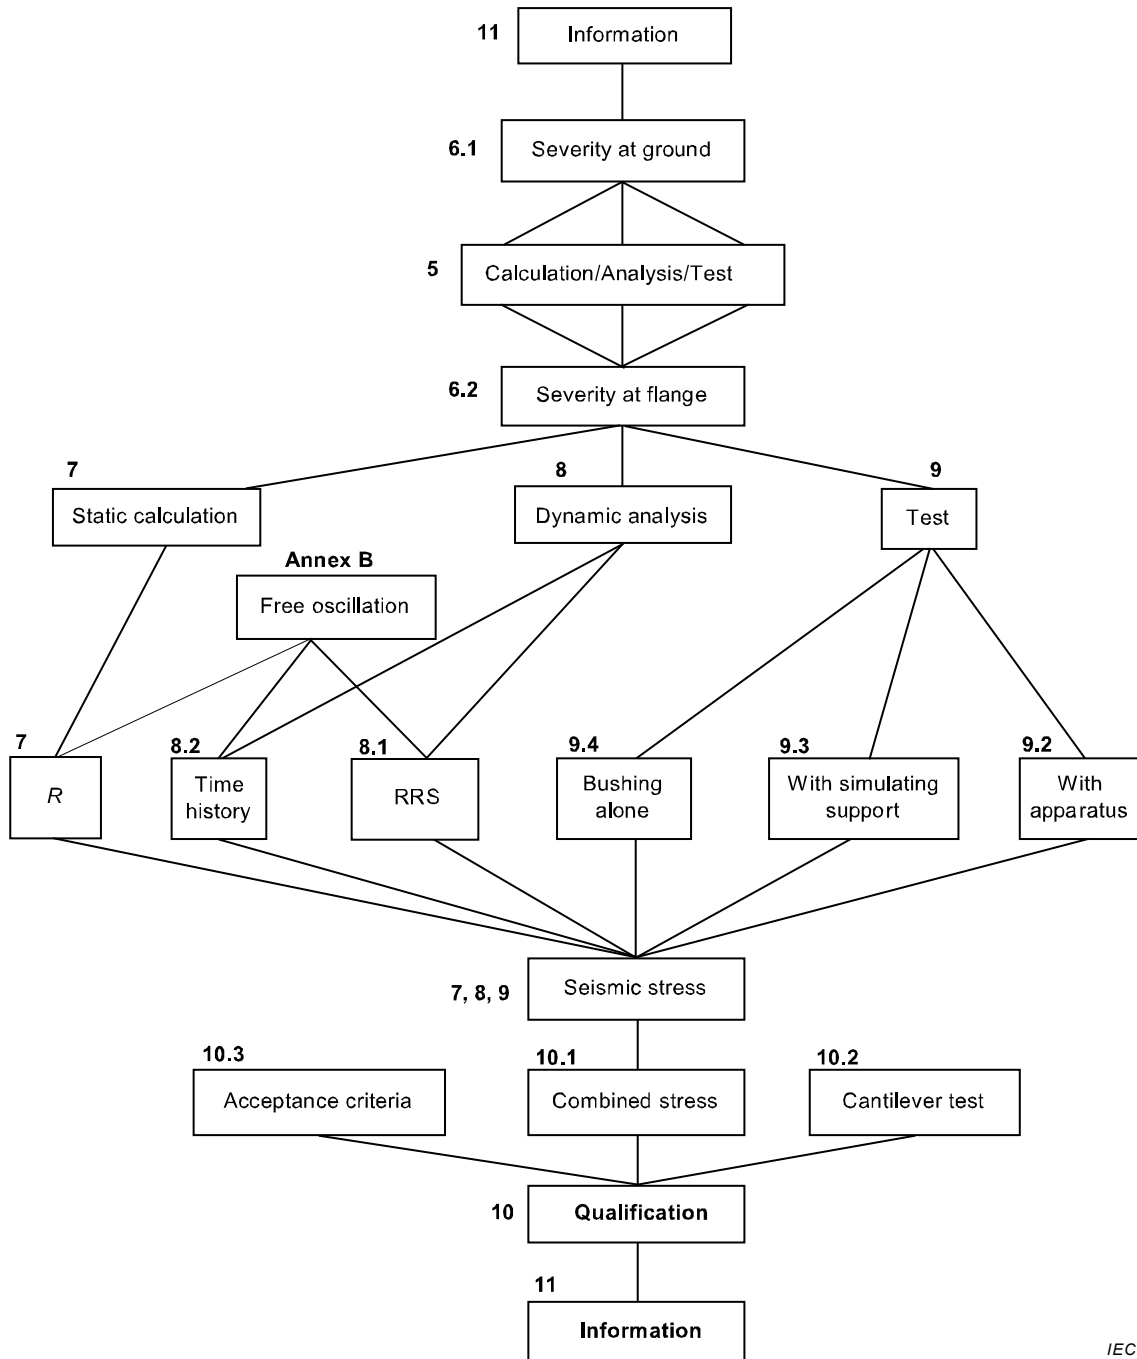 11
Information
6.1
Severity at ground
5
Calculation/Analysis/Test
6.2
Severity at flange
7
8
9
Static calculation
Dynamic analysis
Test
Annex B
Free oscillation
7
8.2
8.1
9.4
9.3
9.2
R
Time
history
RRS
Bushing
alone
With simulating
support
With
apparatus
7, 8, 9
Seismic stress
10.3
10.1
10.2
Acceptance criteria
Combined stress
Cantilever test
10
Qualification
11
Information
IEC